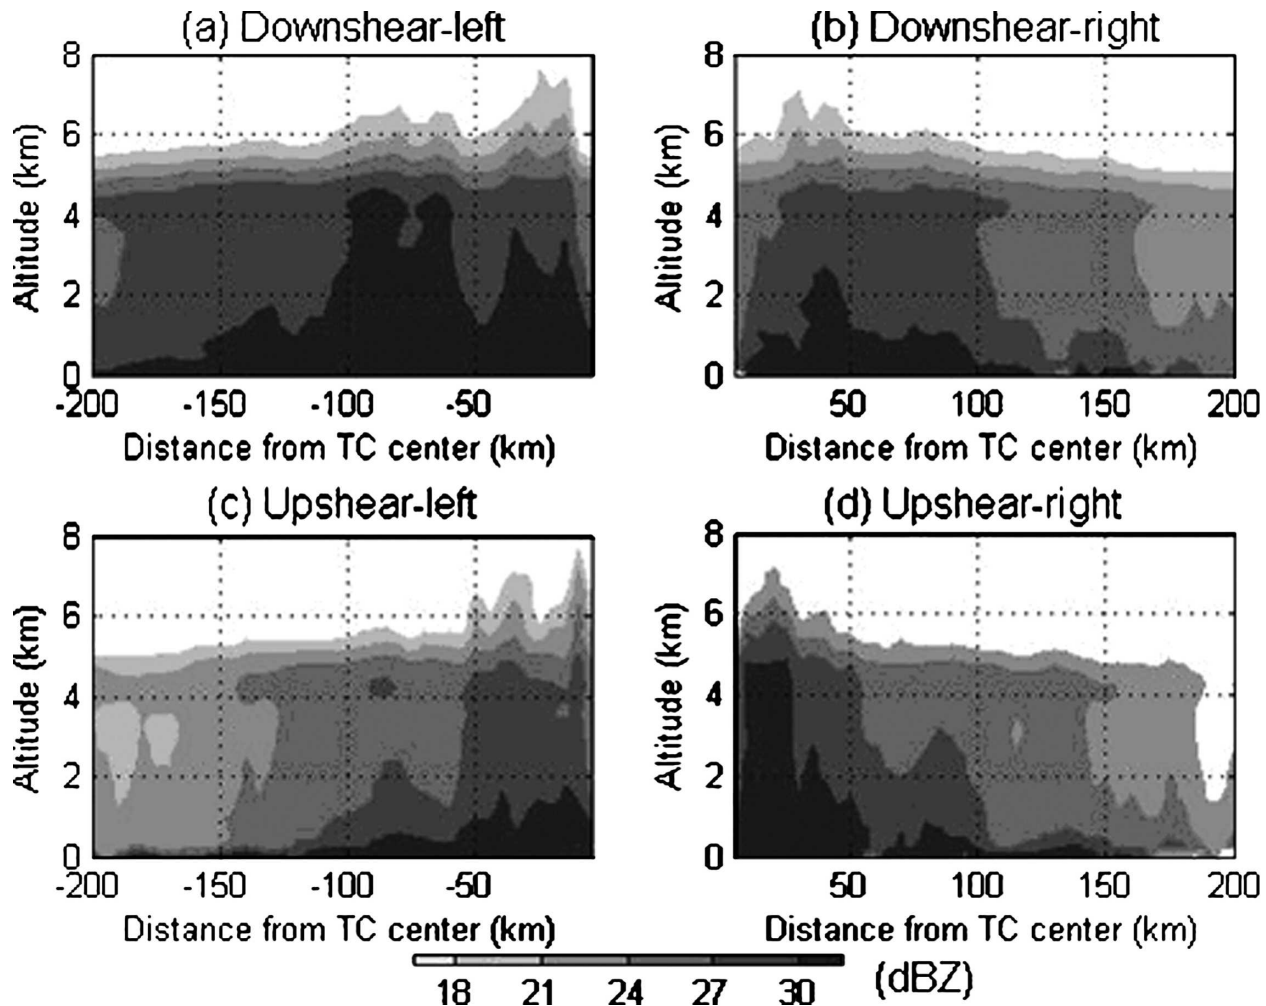 (a) Downshear-left
(b) Downshear-right
8
6
4
2
0
Altitude (km)
-200 -150 -100 -50
Distance from TC center (km)
8
6
4
2
0
Altitude (km)
50 100 150 200
Distance from TC center (km)
(c) Upshear-left
(d) Upshear-right
8
6
4
2
0
Altitude (km)
-200 -150 -100 -50
Distance from TC center (km)
8
6
4
2
0
Altitude (km)
50 100 150 200
Distance from TC center (km)
18 21 24 27 30 (dBZ)